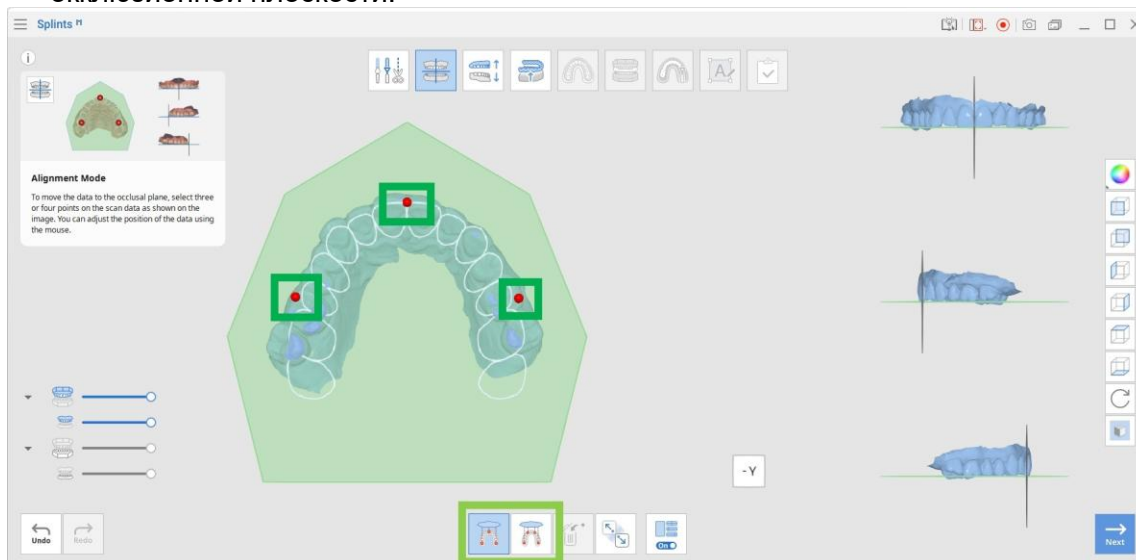 окклюзионной плоскости.
Splints
Alignment Mode
To move the data to the occlusal plane, select three
or four points on the scan data as shown on the
image. You can adjust the position of the data using
the mouse.
-Y
Undo
Redo
On
Next